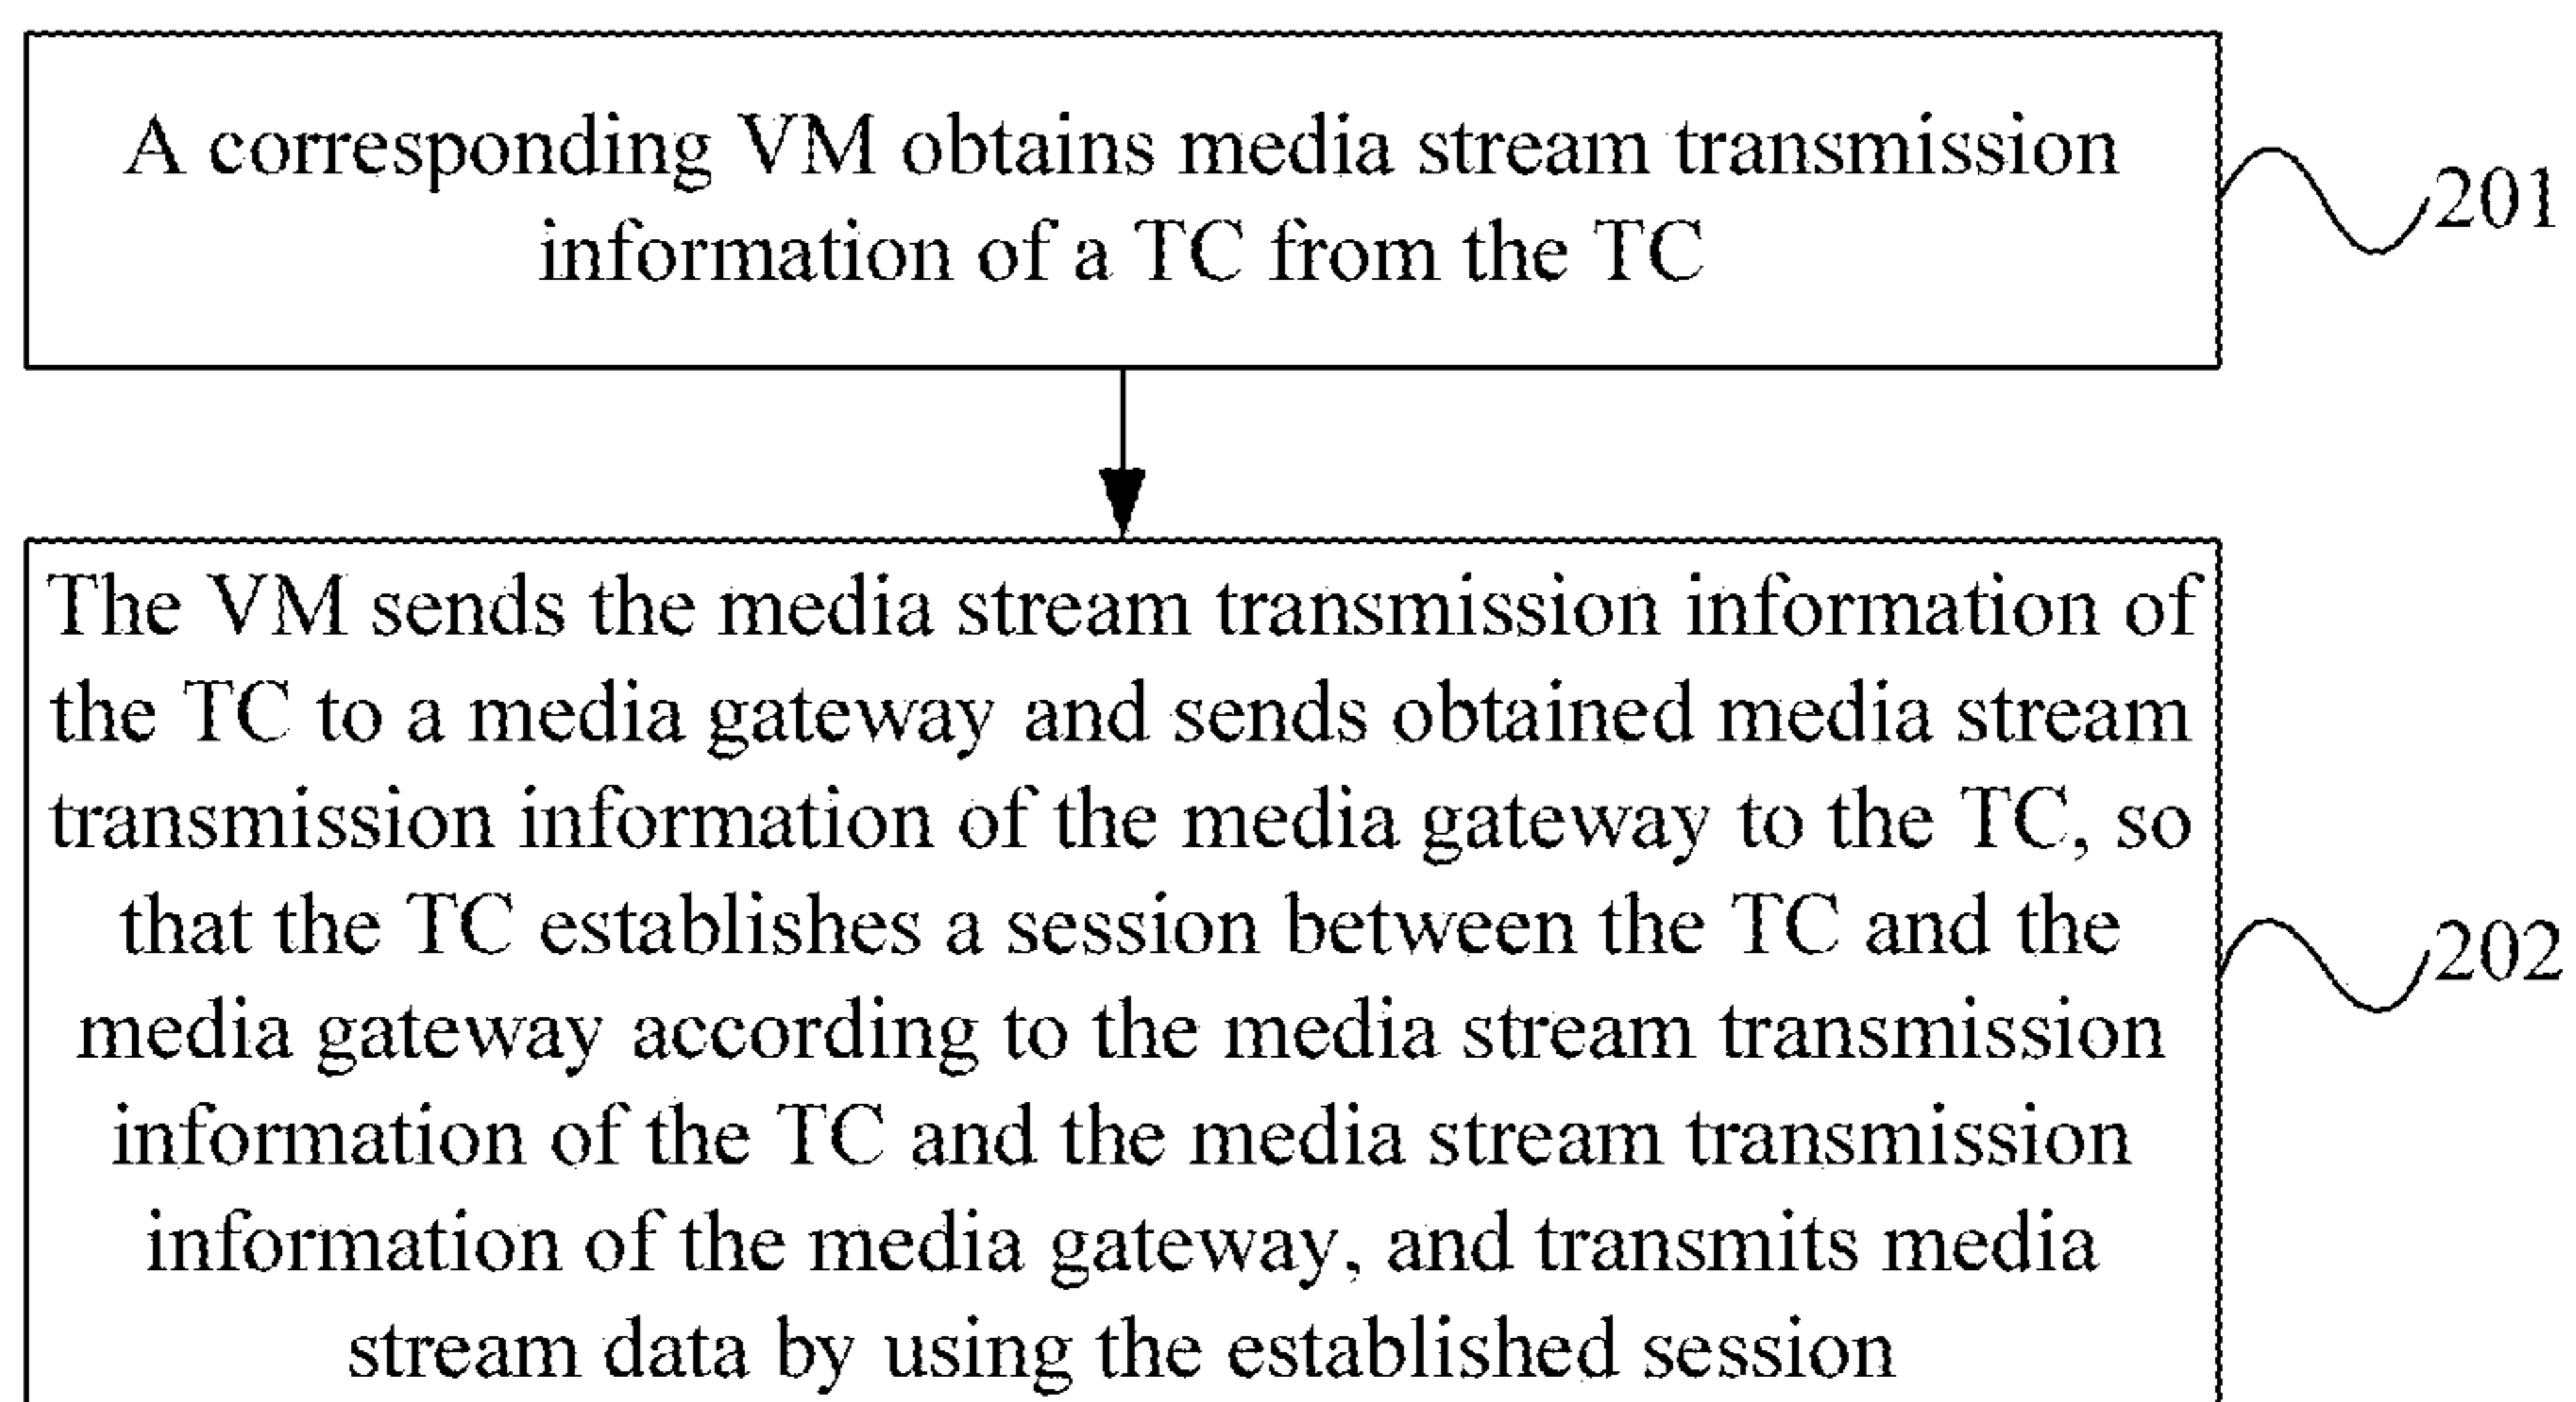 A corresponding VM obtains media stream transmission
information of a TC from the TC
201
The VM sends the media stream transmission information of
the TC to a media gateway and sends obtained media stream
transmission information of the media gateway to the TC, so
that the TC establishes a session between the TC and the
media gateway according to the media stream transmission
information of the TC and the media stream transmission
information of the media gateway, and transmits media
stream data by using the established session
202